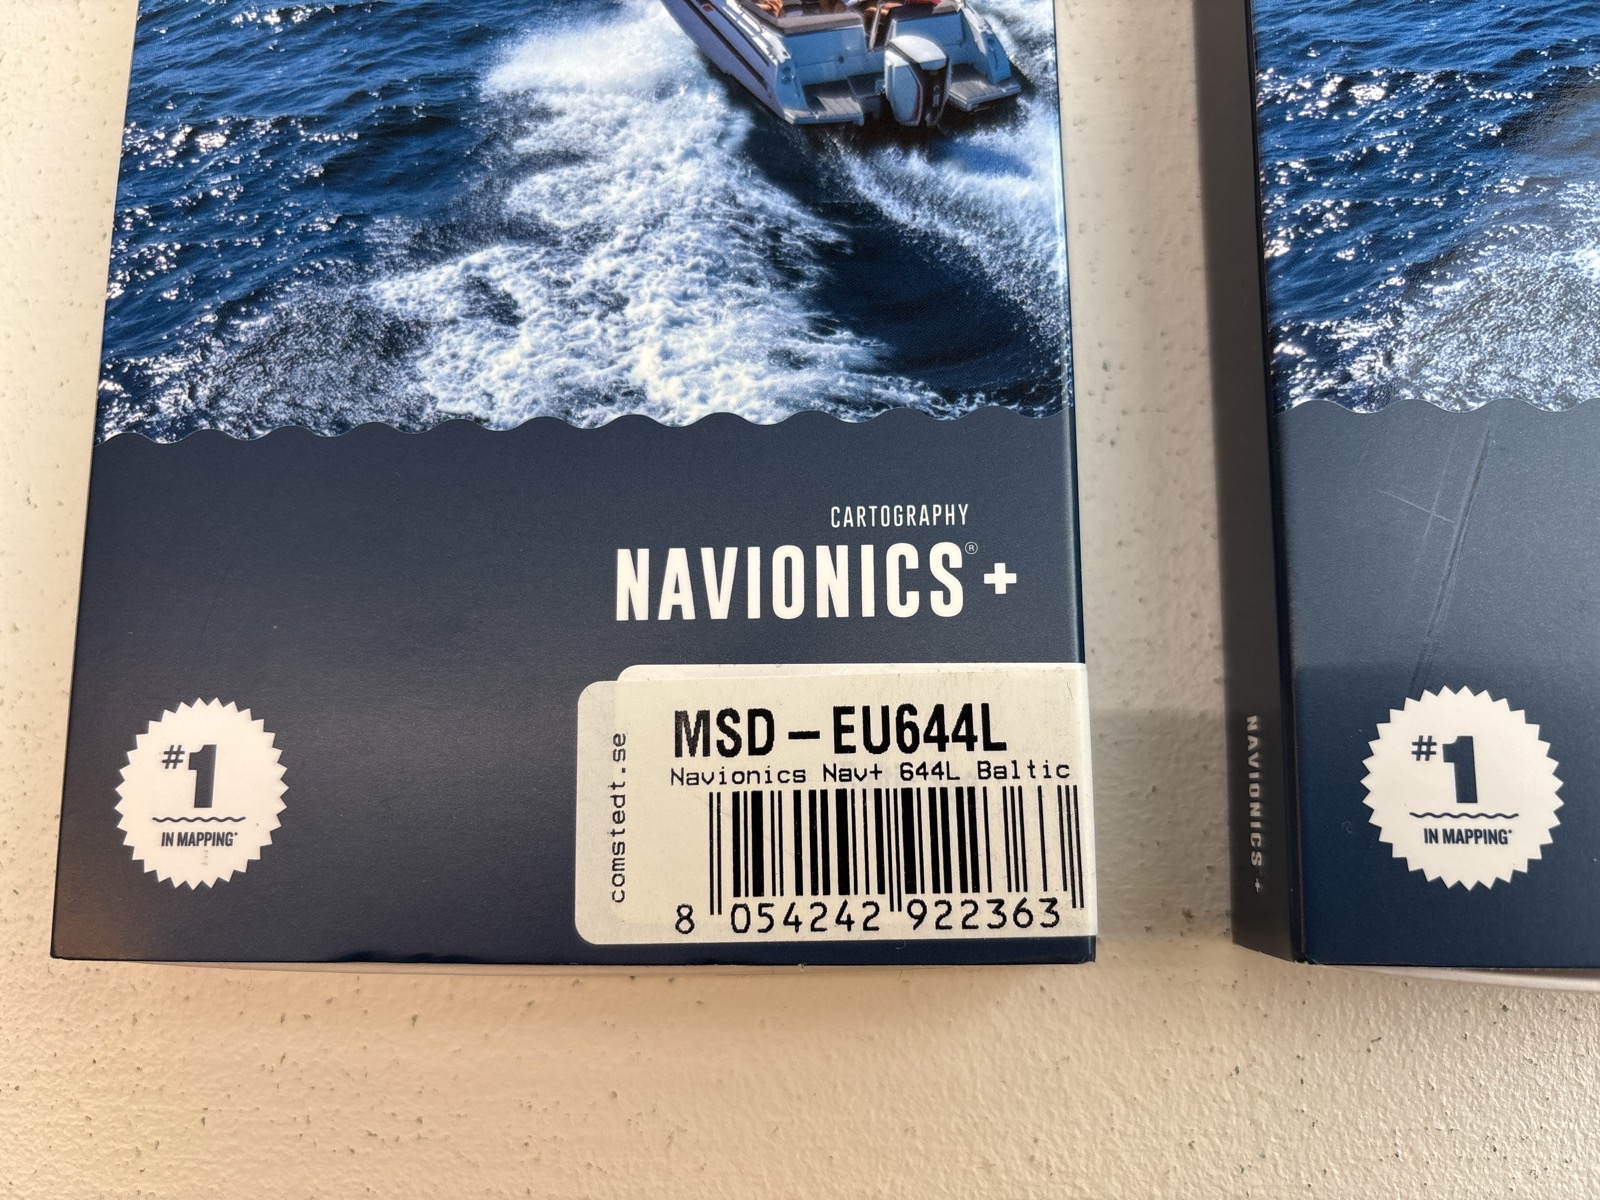 CARTOGRAPHY
NAVIONICS®+
#1
IN MAPPING*
comstedt.se
MSD-EU644L
Navionics Nav+ 644L Baltic
8 054242 922363
NAVIONICS +
#1
IN MAPPING*